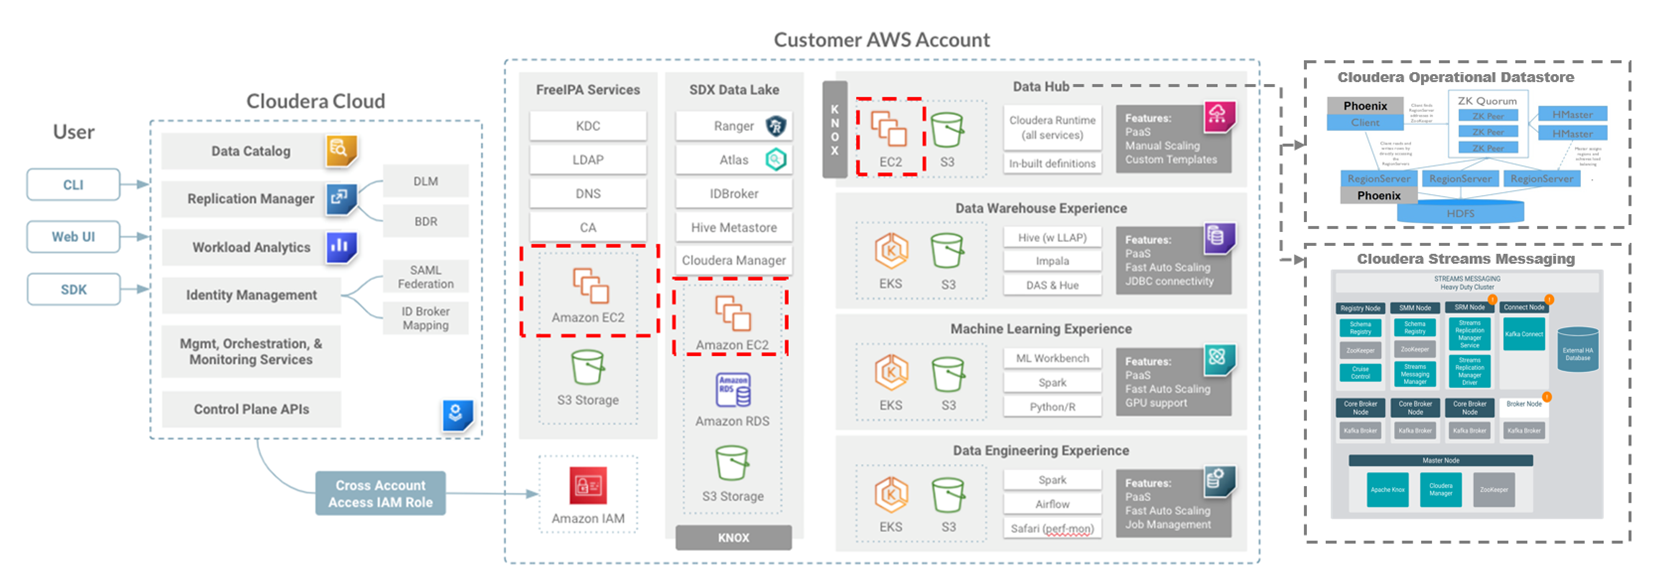 Customer AWS Account
Cloudera Cloud
User
CLI
Web UI
SDK
Data Catalog
Replication Manager
DLM
BDR
Workload Analytics
Identity Management
SAML
Federation
ID Broker
Mapping
Mgmt, Orchestration, &
Monitoring Services
Control Plane APIs
Cross Account
Access IAM Role
FreeIPA Services
KDC
LDAP
DNS
CA
Amazon EC2
S3 Storage
Amazon IAM
SDX Data Lake
Ranger
Atlas
IDBroker
Hive Metastore
Cloudera Manager
Amazon EC2
Amazon
RDS
Amazon RDS
S3 Storage
KNOX
K
N
O
X
Data Hub
EC2
S3
Cloudera Runtime
(all services)
In-built definitions
Features:
PaaS
Manual Scaling
Custom Templates
Data Warehouse Experience
EKS
S3
Hive (w LLAP)
Impala
DAS & Hue
Features:
PaaS
Fast Auto Scaling
JDBC connectivity
Machine Learning Experience
EKS
S3
ML Workbench
Spark
Python/R
Features:
PaaS
Fast Auto Scaling
GPU support
Data Engineering Experience
EKS
S3
Spark
Airflow
Safari (perf-mon)
Features:
PaaS
Fast Auto Scaling
Job Management
Cloudera Operational Datastore
Phoenix
Client
ZK Quorum
ZK Peer
ZK Peer
ZK Peer
HMaster
HMaster
RegionServer
RegionServer
RegionServer
Phoenix
HDFS
Cloudera Streams Messaging
STREAMS MESSAGING
Heavy Duty Cluster
Registry Node
SMM Node
SRM Node
Connect Node
Schema
Registry
ZooKeeper
Cruise
Control
Schema
Registry
ZooKeeper
Streams
Messaging
Manager
Streams
Replication
Manager
Service
Streams
Replication
Manager
Driver
Kafka Connect
External HA
Database
Core Broker
Node
Core Broker
Node
Core Broker
Node
Broker Node
Kafka Broker
Kafka Broker
Kafka Broker
Kafka Broker
Master Node
Apache Knox
Cloudera
Manager
ZooKeeper